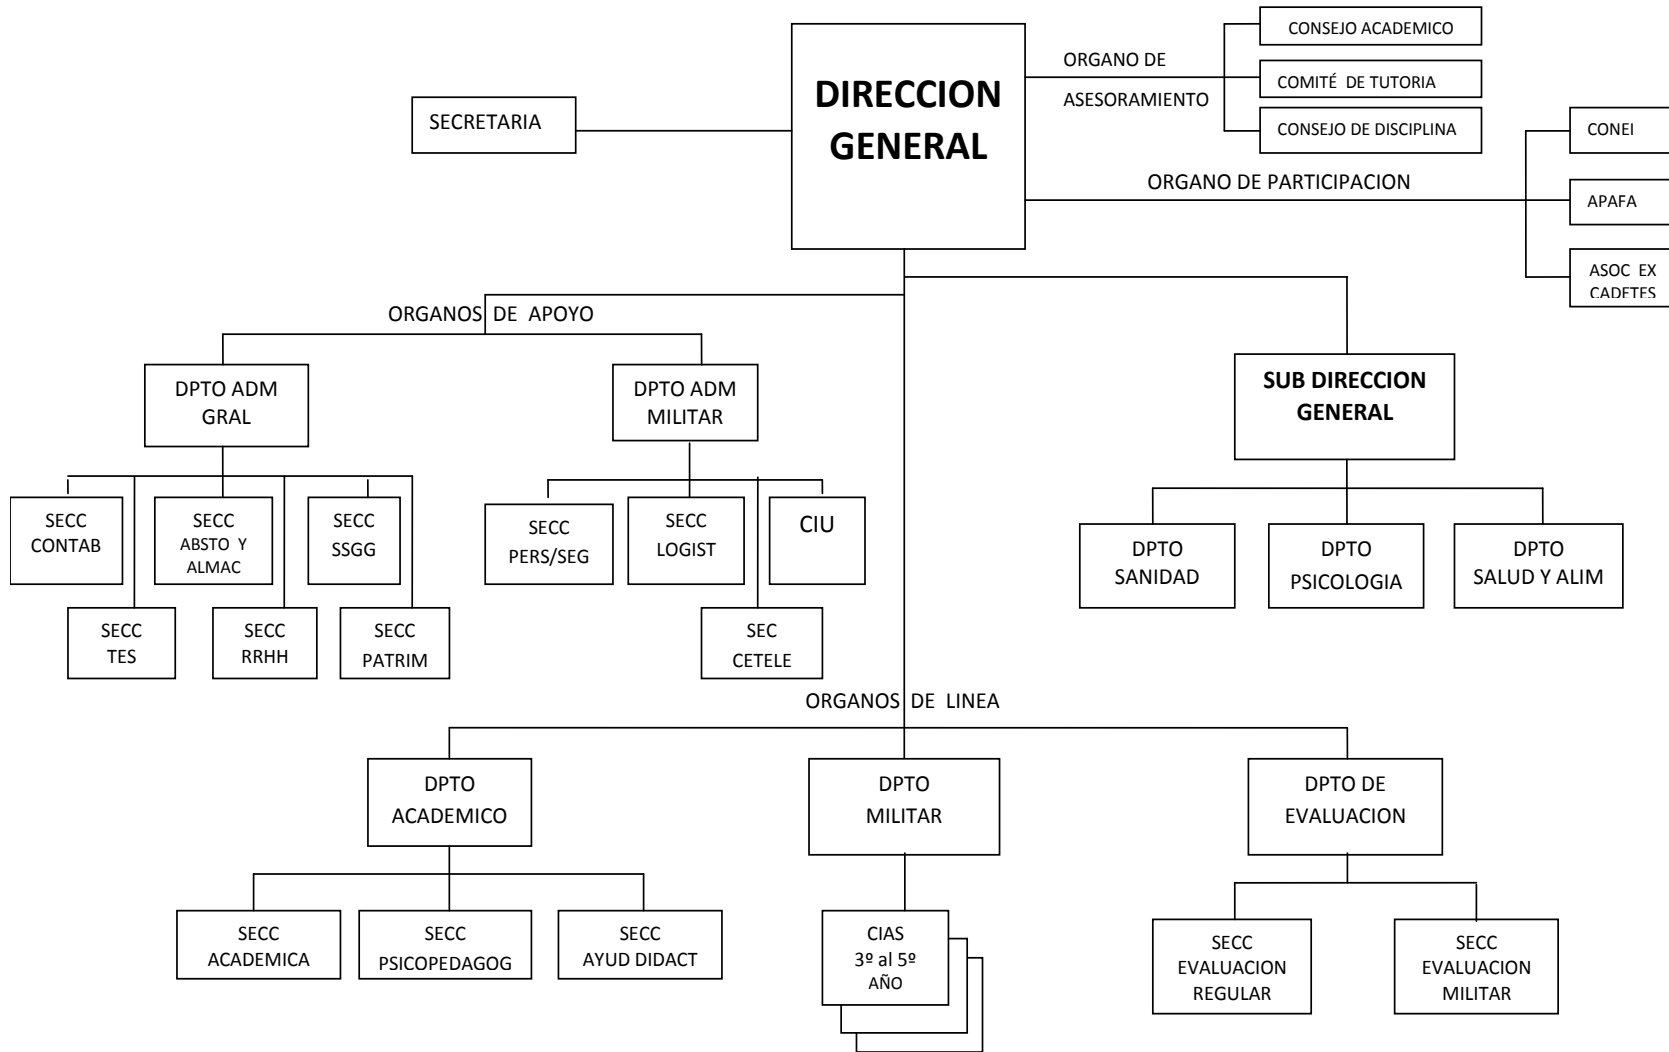 CONSEJO ACADEMICO
ORGANO DE
ASESORAMIENTO
DIRECCION
GENERAL
COMITÉ DE TUTORIA
SECRETARIA
CONSEJO DE DISCIPLINA
CONEI
ORGANO DE PARTICIPACION
APAFA
ASOC EX
CADETES
ORGANOS DE APOYO
DPTO ADM
GRAL
DPTO ADM
MILITAR
SUB DIRECCION
GENERAL
SECC
CONTAB
SECC
ABSTO Y
ALMAC
SECC
SSGG
SECC
PERS/SEG
SECC
LOGIST
CIU
DPTO
SANIDAD
DPTO
PSICOLOGIA
DPTO
SALUD Y ALIM
SECC
TES
SECC
RRHH
SECC
PATRIM
SEC
CETELE
ORGANOS DE LINEA
DPTO
ACADEMICO
DPTO
MILITAR
DPTO DE
EVALUACION
SECC
ACADEMICA
SECC
PSICOPEDAGOG
SECC
AYUD DIDACT
CIAS
3º al 5º
AÑO
SECC
EVALUACION
REGULAR
SECC
EVALUACION
MILITAR